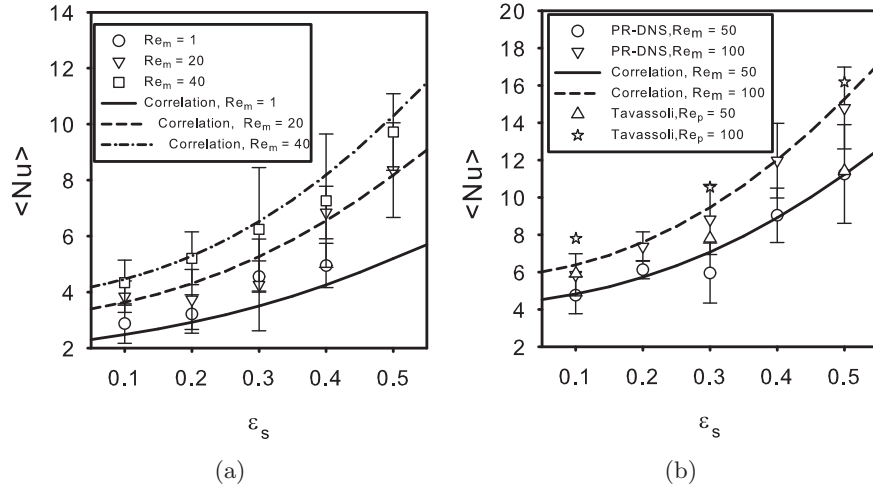 14
12
10
8
6
4
2
<Nu>
Re_m = 1
Re_m = 20
Re_m = 40
Correlation, Re_m = 1
Correlation, Re_m = 20
Correlation, Re_m = 40
0.1 0.2 0.3 0.4 0.5
ε_s
(a)
20
18
16
14
12
10
8
6
4
2
<Nu>
PR-DNS,Re_m = 50
PR-DNS,Re_m = 100
Correlation, Re_m = 50
Correlation, Re_m = 100
Tavassoli,Re_p = 50
Tavassoli,Re_p = 100
0.1 0.2 0.3 0.4 0.5
ε_s
(b)